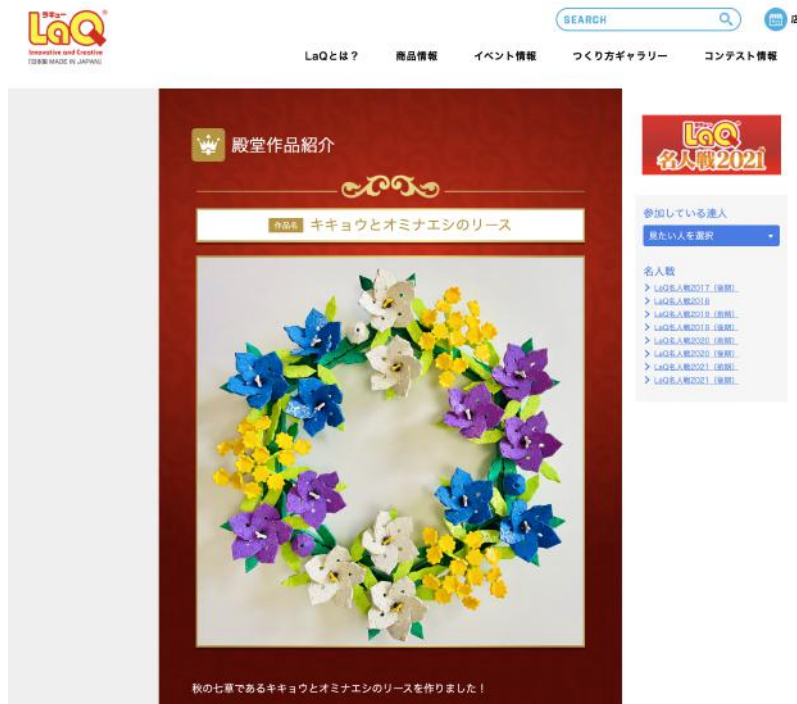 ラキュー
LaQ
Innovative and Creative
「日本製 MADE IN JAPAN」
SEARCH
店
LaQとは？ 商品情報 イベント情報 つくり方ギャラリー コンテスト情報
殿堂作品紹介
作品名 キキョウとオミナエシのリース
秋の七草であるキキョウとオミナエシのリースを作りました！
LaQ
名人戦2021
参加している達人
見たい人を選択
名人戦
LaQ名人戦2017（後期）
LaQ名人戦2018
LaQ名人戦2019（前期）
LaQ名人戦2019（後期）
LaQ名人戦2020（前期）
LaQ名人戦2020（後期）
LaQ名人戦2021（前期）
LaQ名人戦2021（後期）